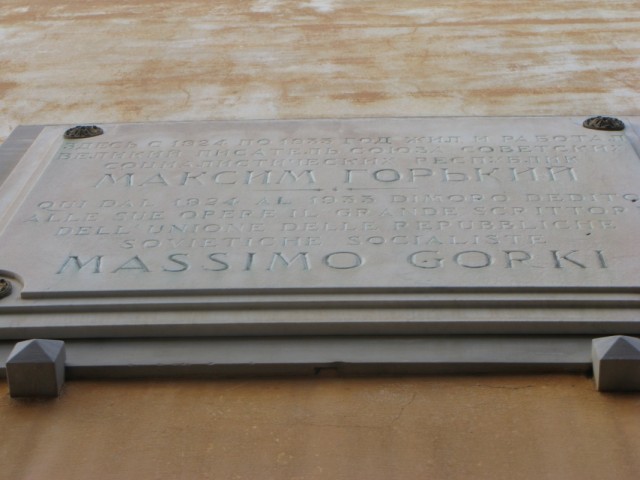 ЗДЕСЬ С 1924 ПО 1933 ГОД ЖИЛ И РАБОТАЛ
ВЕЛИКИЙ ПИСАТЕЛЬ СОЮЗА СОВЕТСКИХ
СОЦИАЛИСТИЧЕСКИХ РЕСПУБЛИК
МАКСИМ ГОРЬКИЙ
QUI DAL 1924 AL 1933 DIMORÒ DEDITO
ALLE SUE OPERE IL GRANDE SCRITTORE
DELL'UNIONE DELLE REPUBBLICHE
SOVIETICHE SOCIALISTE
MASSIMO GORKI